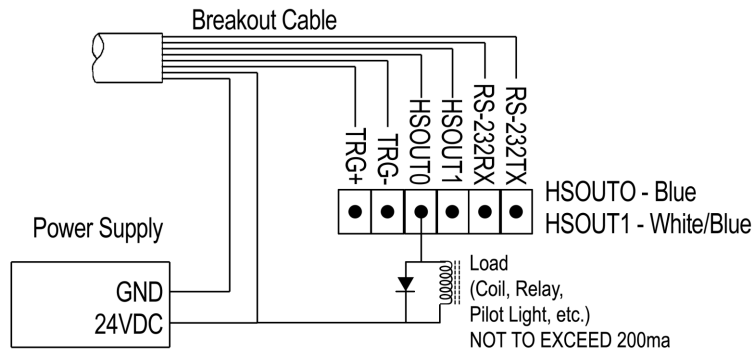 Breakout Cable
TRG+
TRG-
HSOUT0
HSOUT1
RS-232RX
RS-232TX
HSOUTO - Blue
HSOUT1 - White/Blue
Power Supply
GND
24VDC
Load
(Coil, Relay,
Pilot Light, etc.)
NOT TO EXCEED 200ma